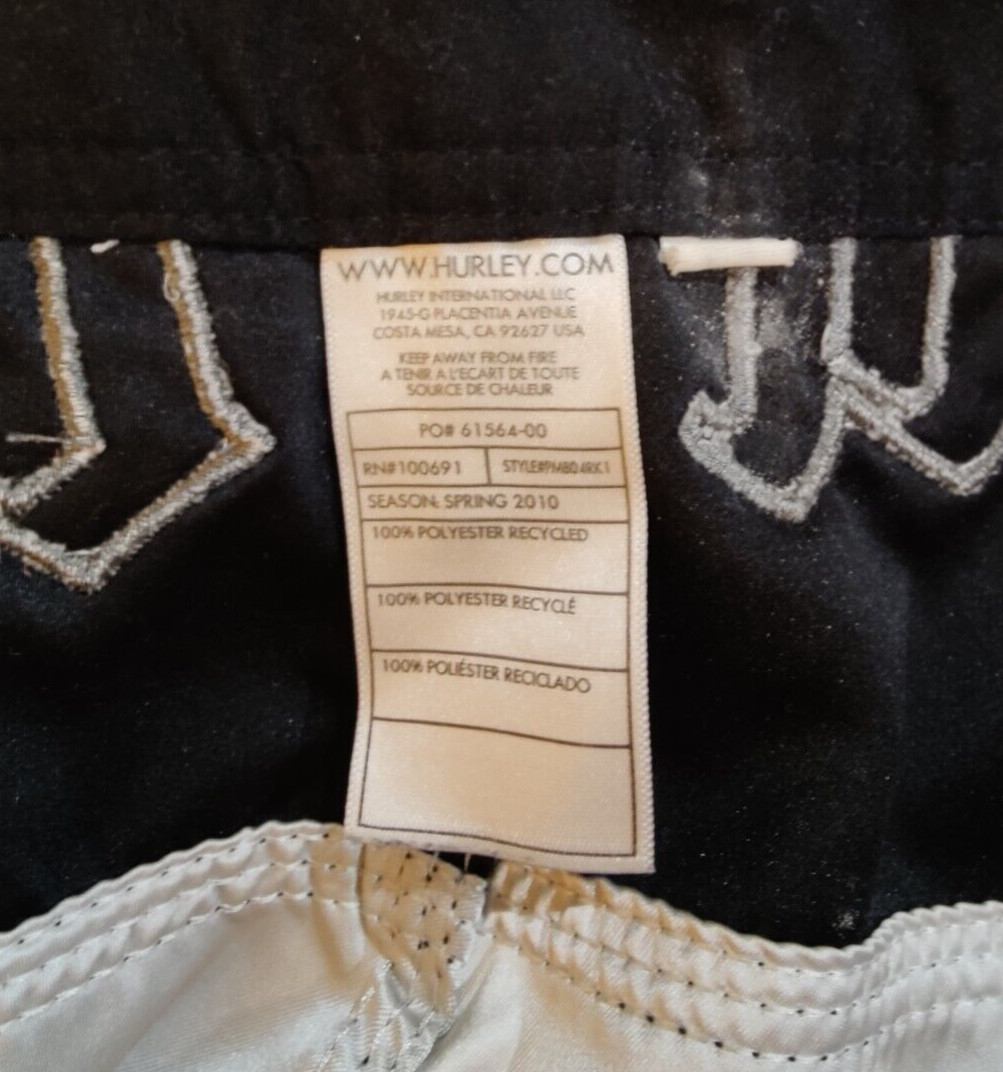 WWW.HURLEY.COM
HURLEY INTERNATIONAL LLC
1945-G PLACENTIA AVENUE
COSTA MESA, CA 92627 USA
KEEP AWAY FROM FIRE
A TENIR A L'ECART DE TOUTE
SOURCE DE CHALEUR
PO# 61564-00
RN#100691 STYLE#PMB04RK1
SEASON: SPRING 2010
100% POLYESTER RECYCLED
100% POLYESTER RECYCLÉ
100% POLIÉSTER RECICLADO